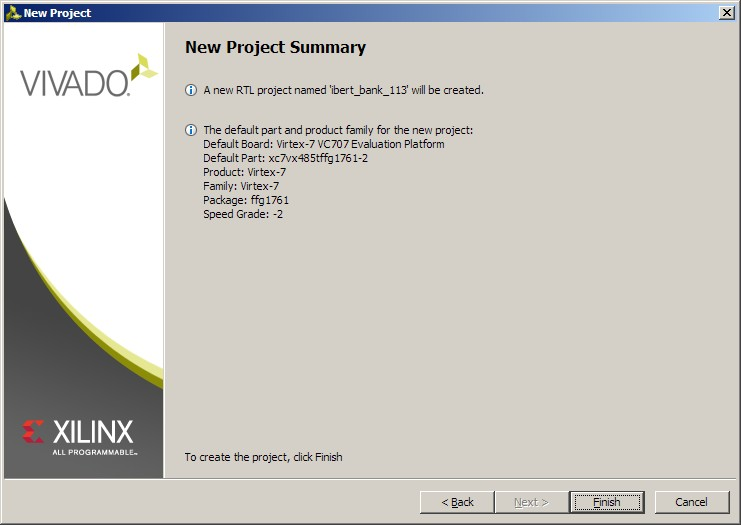 New Project
VIVADO.
New Project Summary
A new RTL project named 'ibert_bank_113' will be created.
The default part and product family for the new project:
Default Board: Virtex-7 VC707 Evaluation Platform
Default Part: xc7vx485tffg1761-2
Product: Virtex-7
Family: Virtex-7
Package: ffg1761
Speed Grade: -2
XILINX
ALL PROGRAMMABLE™
To create the project, click Finish
< Back
Next >
Finish
Cancel